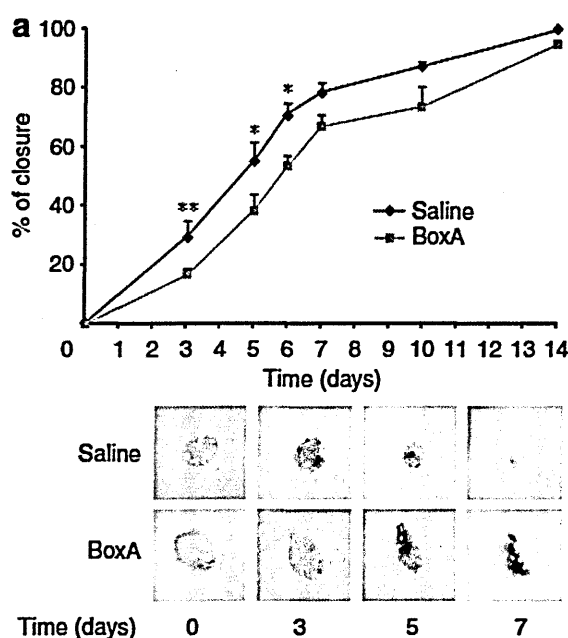 a
100
80
60
40
20
0
% of closure
**
*
*
Saline
BoxA
1 2 3 4 5 6 7 8 9 10 11 12 13 14
Time (days)
Saline
BoxA
Time (days) 0 3 5 7